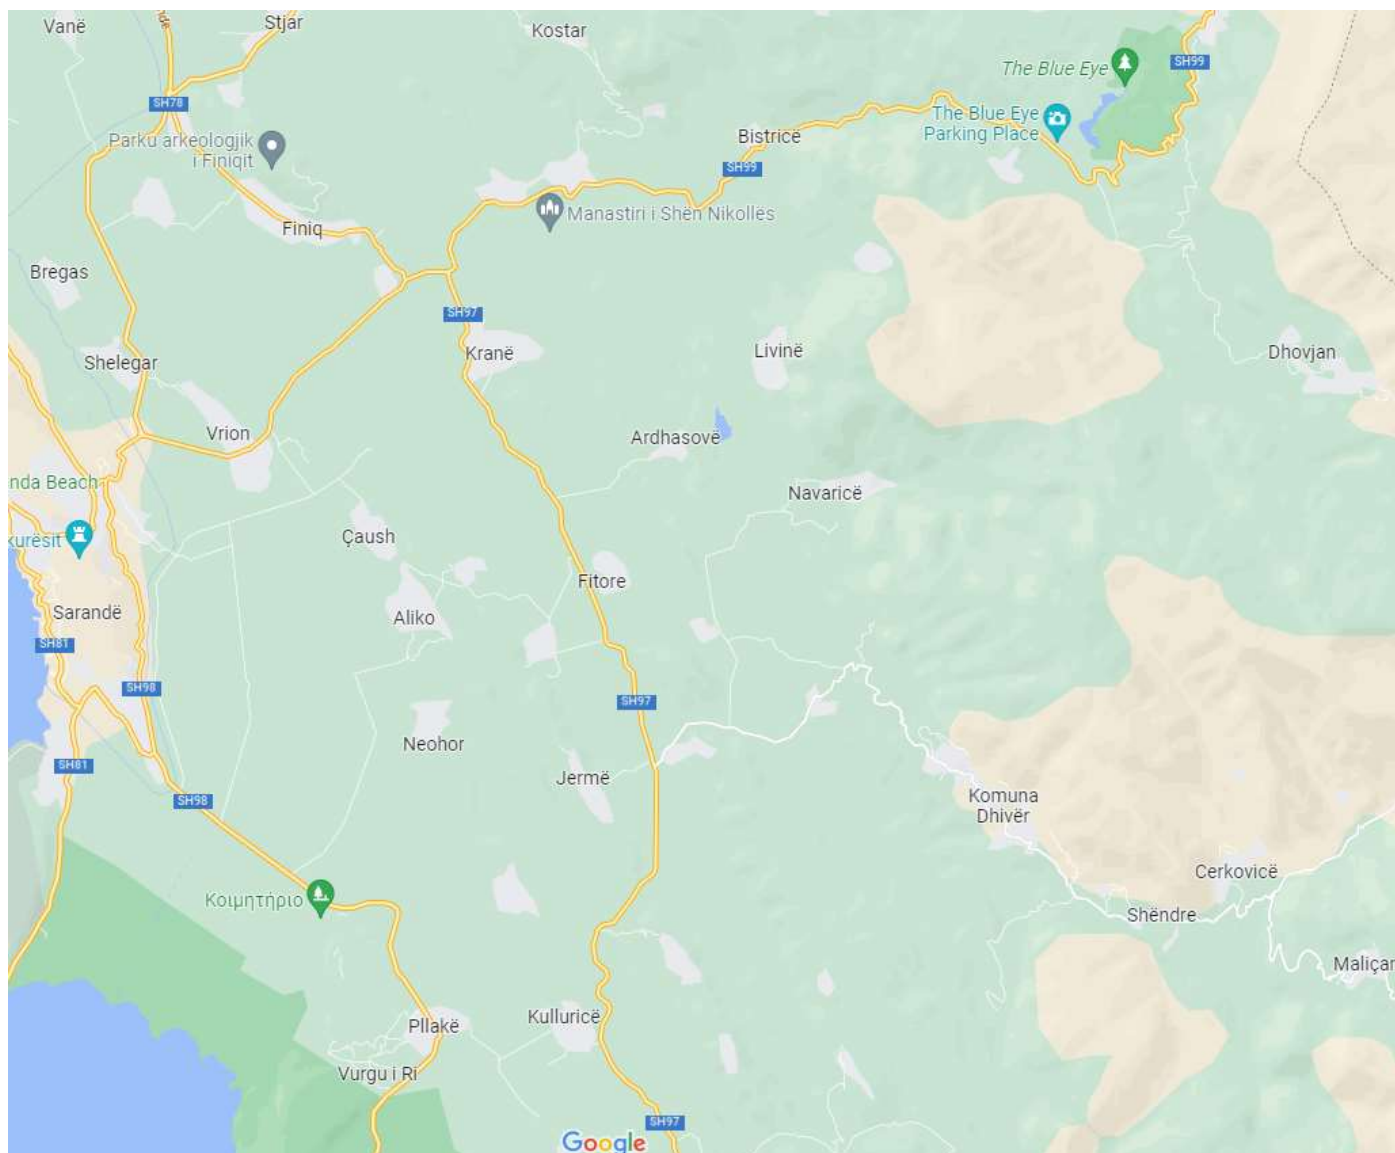 Vanë
Stjar
Kostar
SH99
The Blue Eye
SH78
The Blue Eye
Parking Place
Parku arkeologjik
i Finiqit
Bistricë
SH99
Manastiri i Shën Nikollës
Finiq
Bregas
SH97
Kranë
Livinë
Dhovjan
Shelegar
Vrion
Ardhasovë
nda Beach
Navaricë
kurësit
Çaush
Fitore
Sarandë
Aliko
SH81
SH98
SH97
Neohor
SH81
Jermë
SH98
Komuna
Dhivër
Cerkovicë
Κοιμητήριο
Shëndre
Maliçan
Pllakë
Kulluricë
Vurgu i Ri
SH97
Google